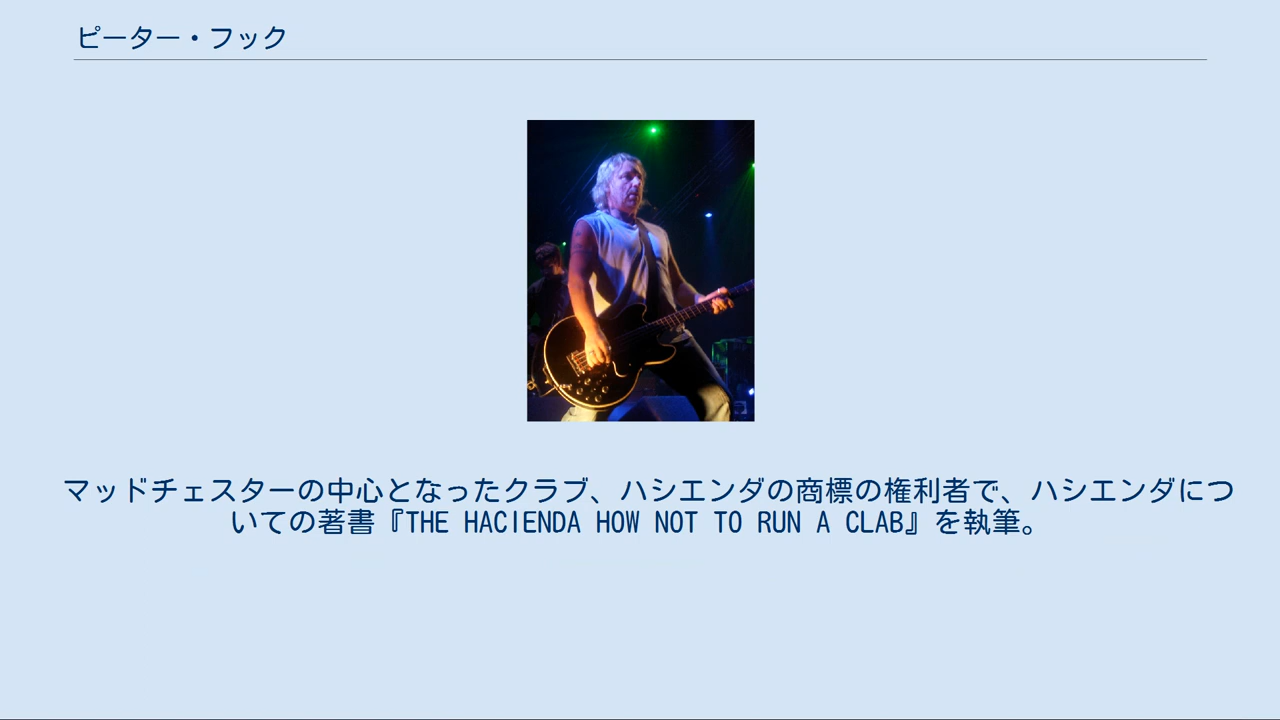 ピーター・フック
マッドチェスターの中心となったクラブ、ハシエンダの商標の権利者で、ハシエンダにつ
いての著書『THE HACIENDA HOW NOT TO RUN A CLAB』を執筆。